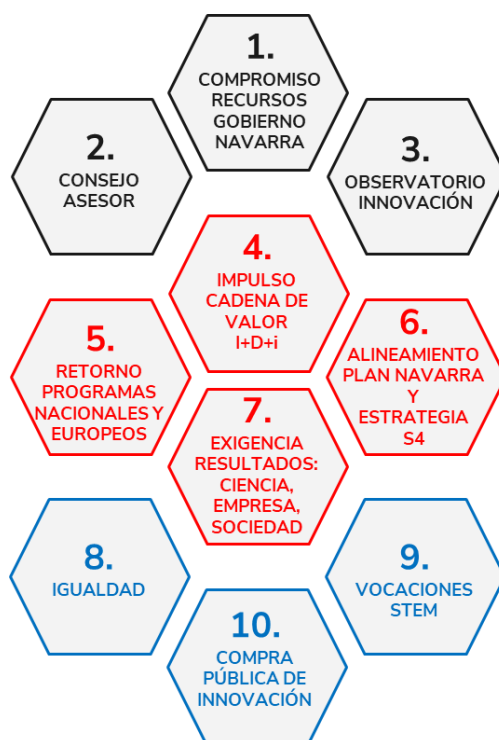 1.
COMPROMISO
RECURSOS
GOBIERNO
NAVARRA
2.
CONSEJO
ASESOR
3.
OBSERVATORIO
INNOVACIÓN
4.
IMPULSO
CADENA DE
VALOR
I+D+i
5.
RETORNO
PROGRAMAS
NACIONALES Y
EUROPEOS
6.
ALINEAMIENTO
PLAN NAVARRA
Y
ESTRATEGIA
S4
7.
EXIGENCIA
RESULTADOS:
CIENCIA,
EMPRESA,
SOCIEDAD
8.
IGUALDAD
9.
VOCACIONES
STEM
10.
COMPRA
PÚBLICA DE
INNOVACIÓN